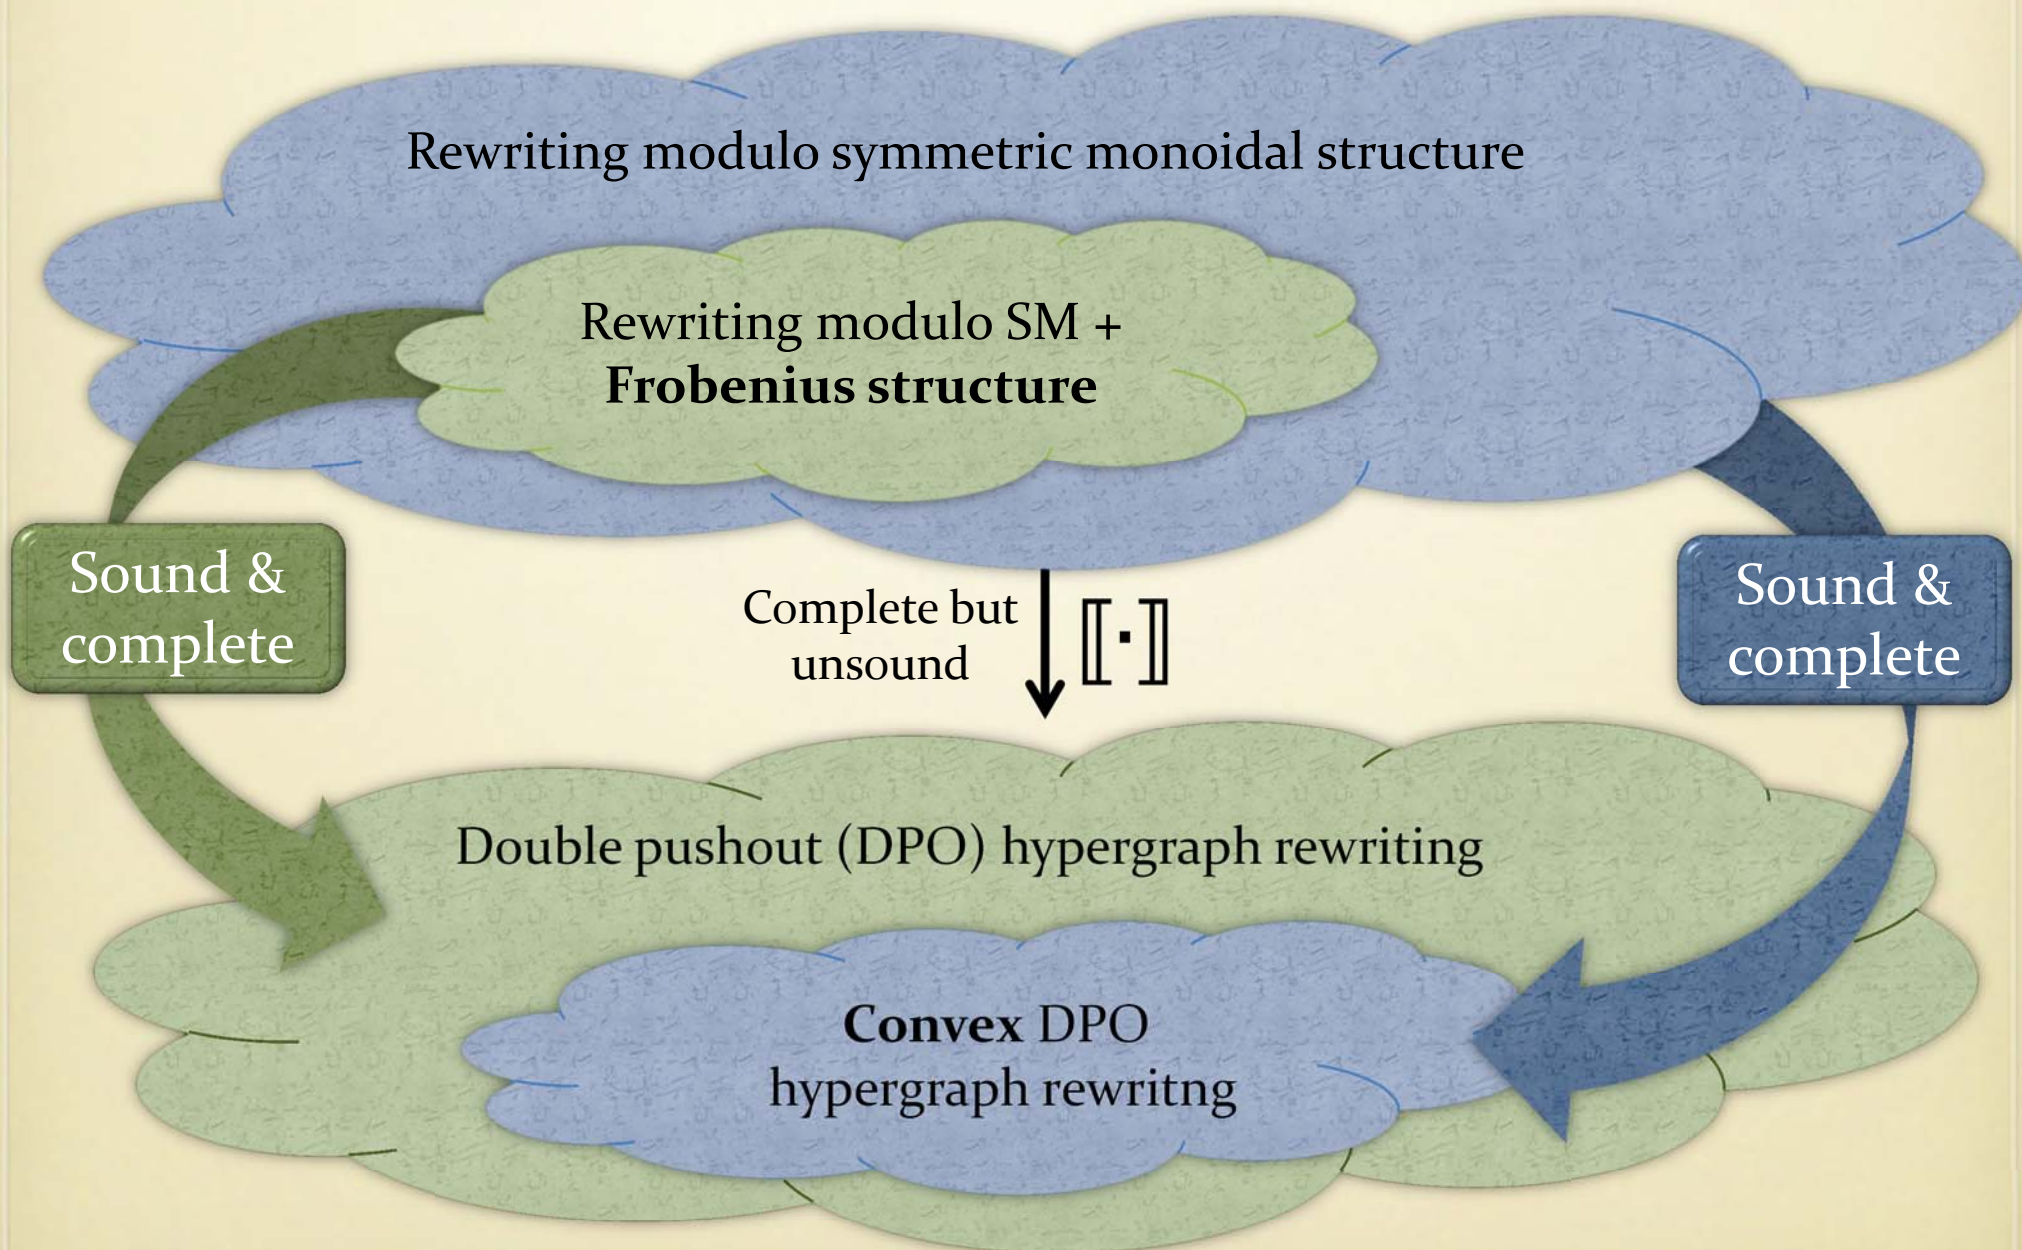 Rewriting modulo symmetric monoidal structure
Rewriting modulo SM +
Frobenius structure
Sound &
complete
Complete but
unsound
⟦·⟧
Sound &
complete
Double pushout (DPO) hypergraph rewriting
Convex DPO
hypergraph rewritng